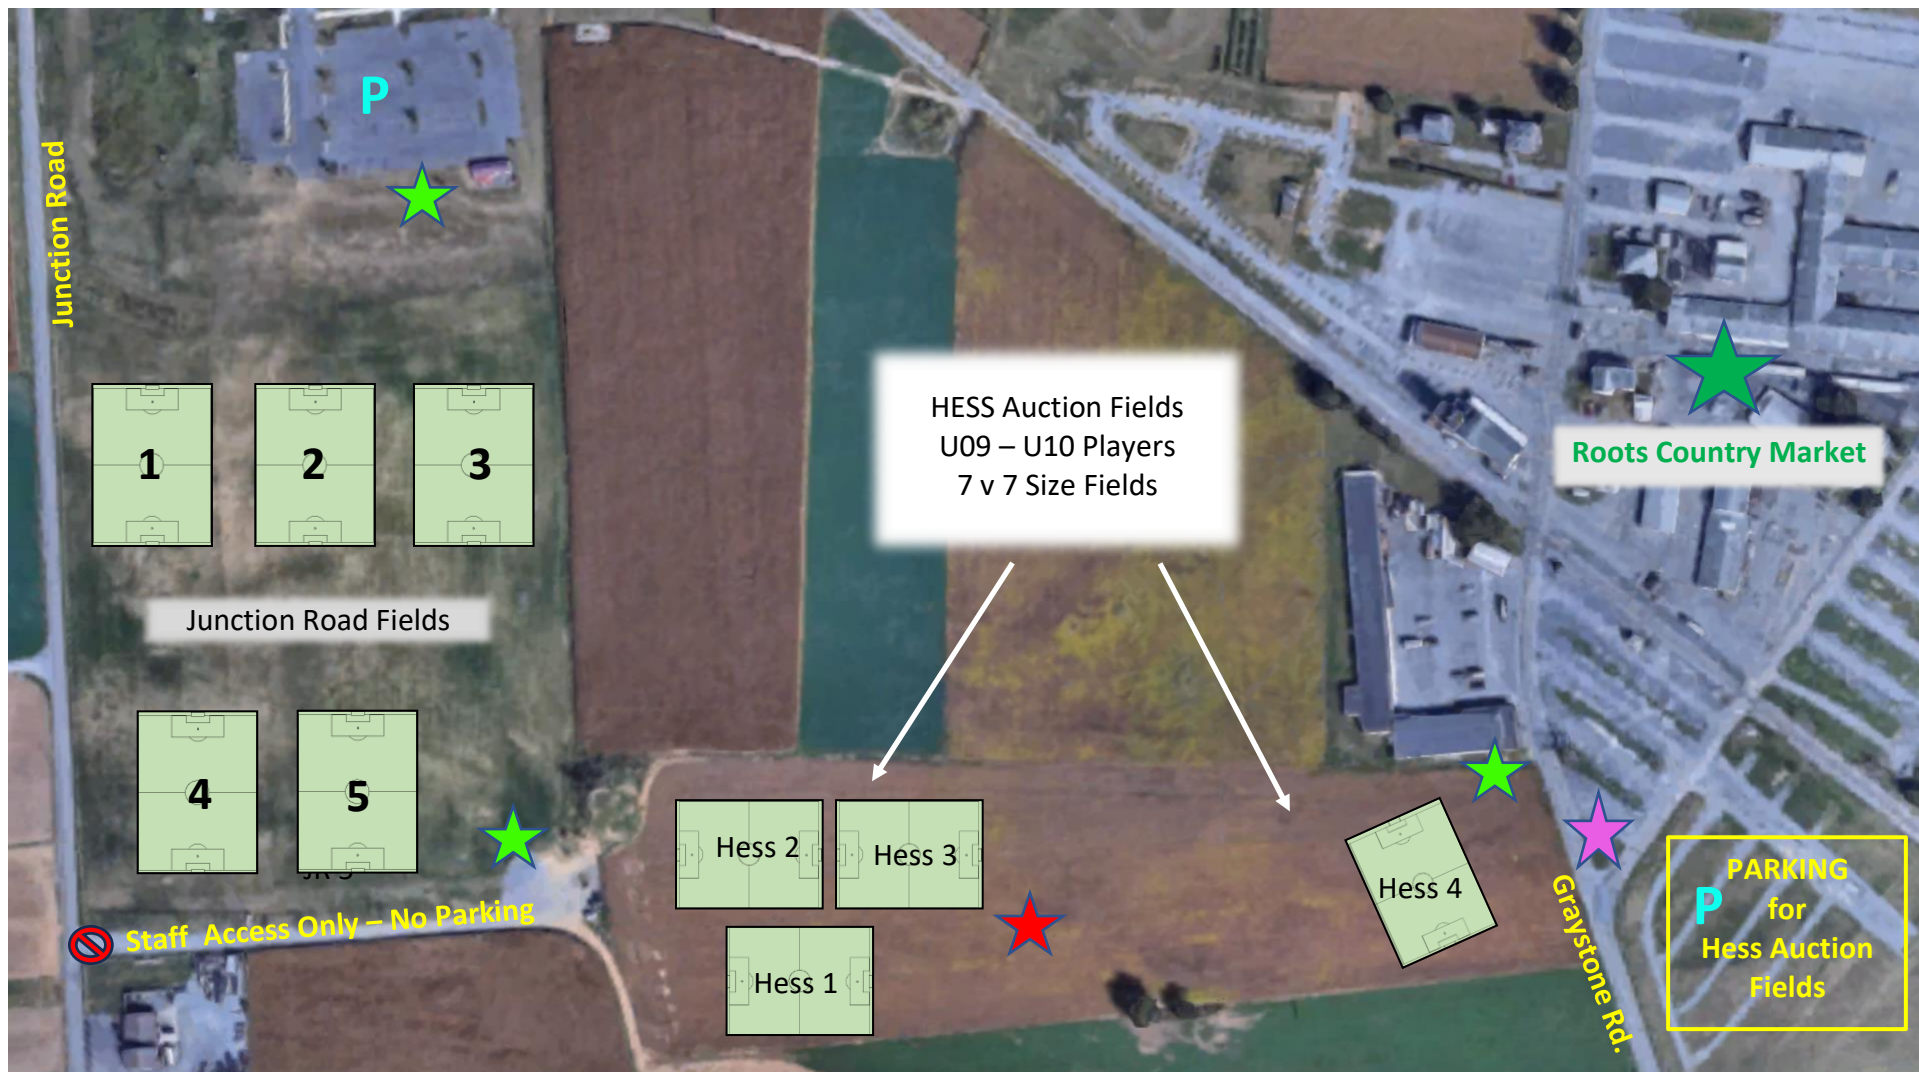 P
Junction Road
HESS Auction Fields
U09 – U10 Players
7 v 7 Size Fields
Roots Country Market
1
2
3
Junction Road Fields
4
5
Hess 2
Hess 3
Hess 4
Hess 1
Staff Access Only – No Parking
Graystone Rd.
PARKING
P for
Hess Auction
Fields